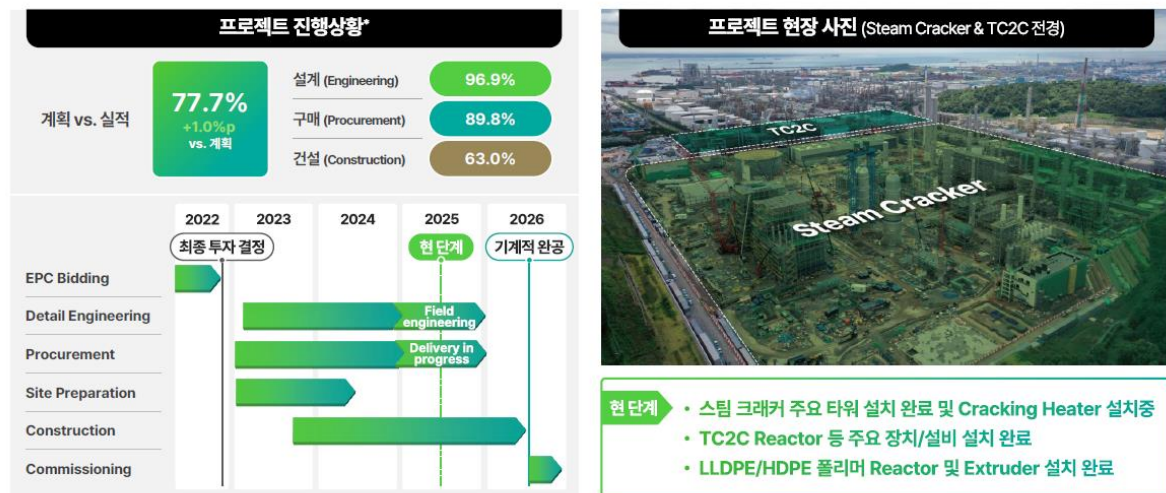 프로젝트 진행상황*
계획 vs. 실적
77.7%
+1.0%p
vs. 계획
설계 (Engineering)
96.9%
구매 (Procurement)
89.8%
건설 (Construction)
63.0%
2022 2023 2024 2025 2026
최종 투자 결정
현 단계
기계적 완공
EPC Bidding
Detail Engineering
Field
engineering
Procurement
Delivery in
progress
Site Preparation
Construction
Commissioning
프로젝트 현장 사진 (Steam Cracker & TC2C 전경)
TC2C
Steam Cracker
현 단계
• 스팀 크래커 주요 타워 설치 완료 및 Cracking Heater 설치중
• TC2C Reactor 등 주요 장치/설비 설치 완료
• LLDPE/HDPE 폴리머 Reactor 및 Extruder 설치 완료